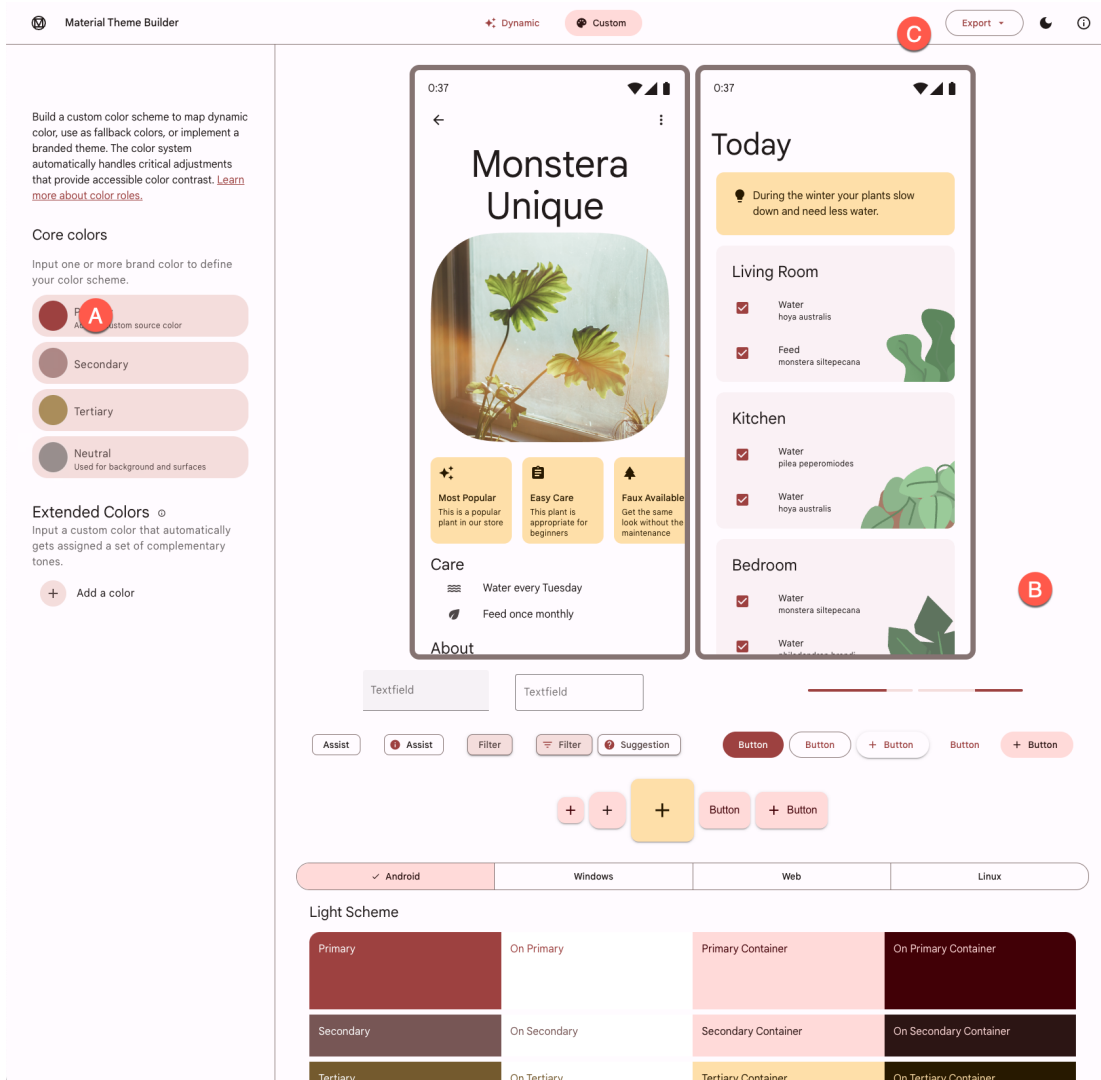 Material Theme Builder
Dynamic
Custom
C
Export
Build a custom color scheme to map dynamic
color, use as fallback colors, or implement a
branded theme. The color system
automatically handles critical adjustments
that provide accessible color contrast. Learn
more about color roles.
Core colors
Input one or more brand color to define
your color scheme.
A
ustom source color
Secondary
Tertiary
Neutral
Used for background and surfaces
Extended Colors
Input a custom color that automatically
gets assigned a set of complementary
tones.
Add a color
0:37
Monstera
Unique
Most Popular
This is a popular
plant in our store
Easy Care
This plant is
appropriate for
beginners
Faux Available
Get the same
look without the
maintenance
Care
Water every Tuesday
Feed once monthly
About
0:37
Today
During the winter your plants slow
down and need less water.
Living Room
Water
hoya australis
Feed
monstera siltepecana
Kitchen
Water
pilea peperomiodes
Water
hoya australis
Bedroom
Water
monstera siltepecana
Water
B
Textfield
Textfield
Assist
Assist
Filter
Filter
Suggestion
Button
Button
Button
Button
Button
Button
Button
Android
Windows
Web
Linux
Light Scheme
Primary
On Primary
Primary Container
On Primary Container
Secondary
On Secondary
Secondary Container
On Secondary Container
Tertiary
On Tertiary
Tertiary Container
On Tertiary Container